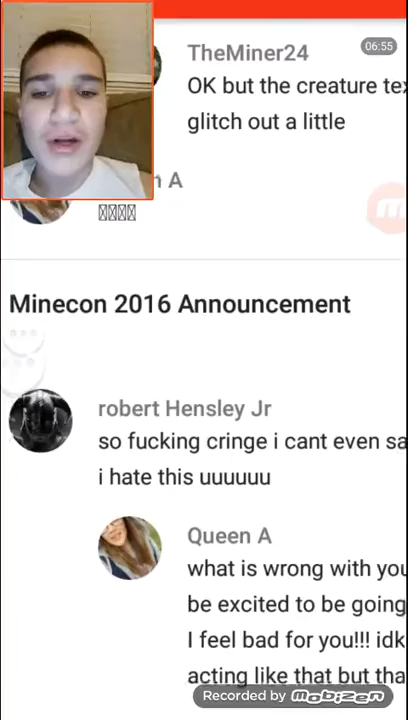 TheMiner24
06:55
OK but the creature tex
glitch out a little
A
Minecon 2016 Announcement
robert Hensley Jr
so fucking cringe i cant even sa
i hate this uuuuuu
Queen A
what is wrong with you
be excited to be going
I feel bad for you!!! idk
acting like that but tha
Recorded by mobizen